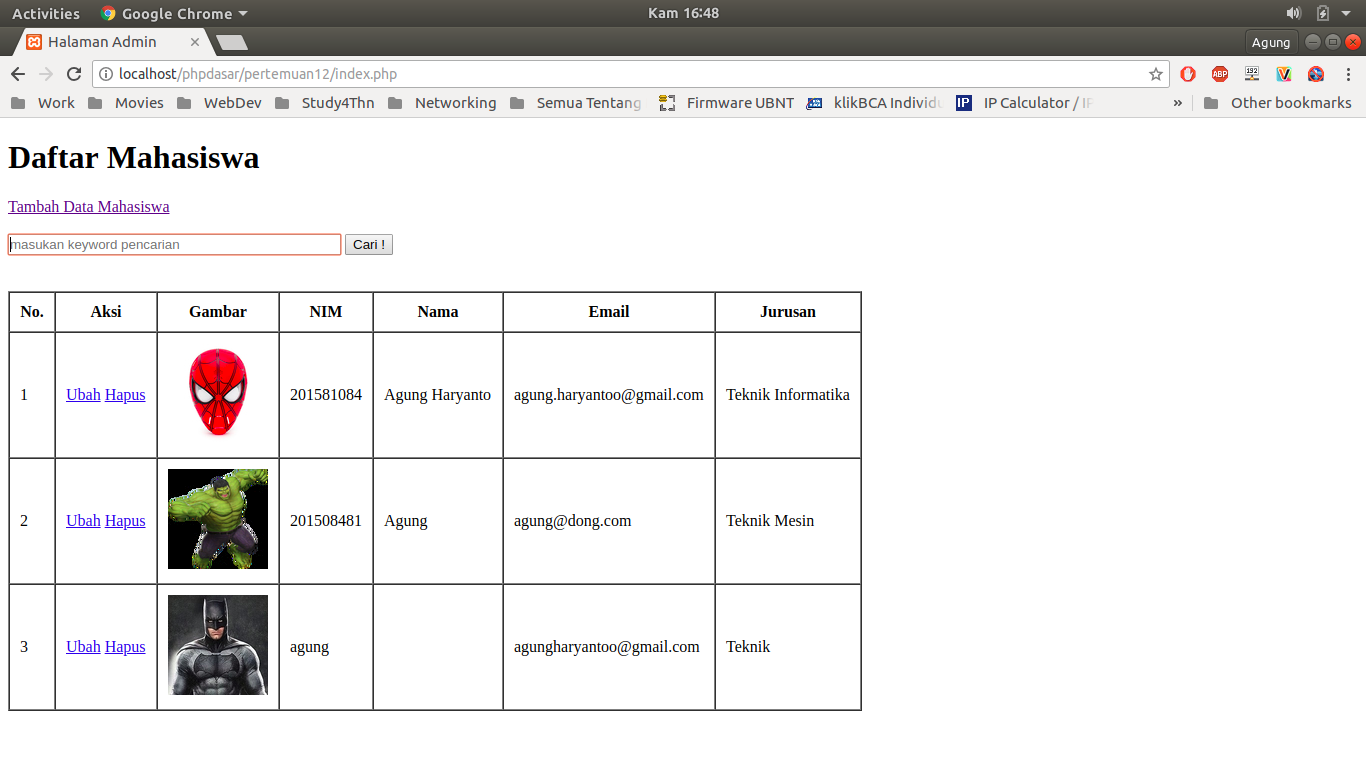 Activities Google Chrome Kam 16:48
Halaman Admin Agung
localhost/phpdasar/pertemuan12/index.php ABP 192
Work Movies WebDev Study4Thn Networking Semua Tentang Firmware UBNT klikBCA Individu IP IP Calculator / IP » Other bookmarks
Daftar Mahasiswa
Tambah Data Mahasiswa
masukan keyword pencarian Cari !
No. Aksi Gambar NIM Nama Email Jurusan
1 Ubah Hapus 201581084 Agung Haryanto agung.haryantoo@gmail.com Teknik Informatika
2 Ubah Hapus 201508481 Agung agung@dong.com Teknik Mesin
3 Ubah Hapus agung agungharyantoo@gmail.com Teknik